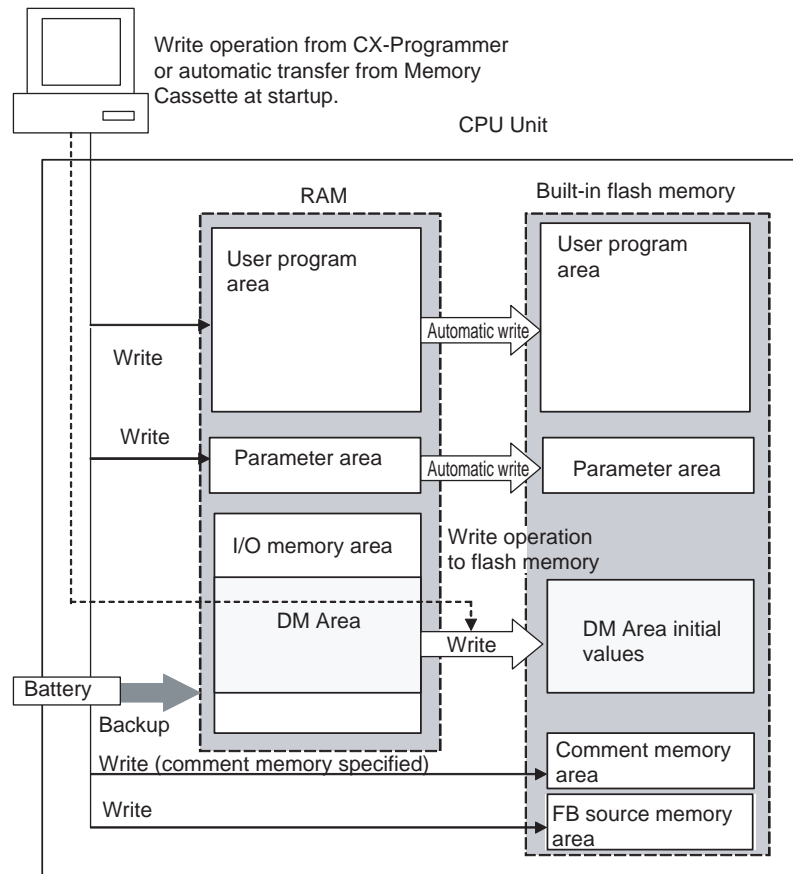 Write operation from CX-Programmer
or automatic transfer from Memory
Cassette at startup.
CPU Unit
RAM
Built-in flash memory
User program
area
User program
area
Automatic write
Write
Write
Parameter area
Automatic write
Parameter area
I/O memory area
Write operation
to flash memory
DM Area
Write
DM Area initial
values
Battery
Backup
Write (comment memory specified)
Comment memory
area
Write
FB source memory
area